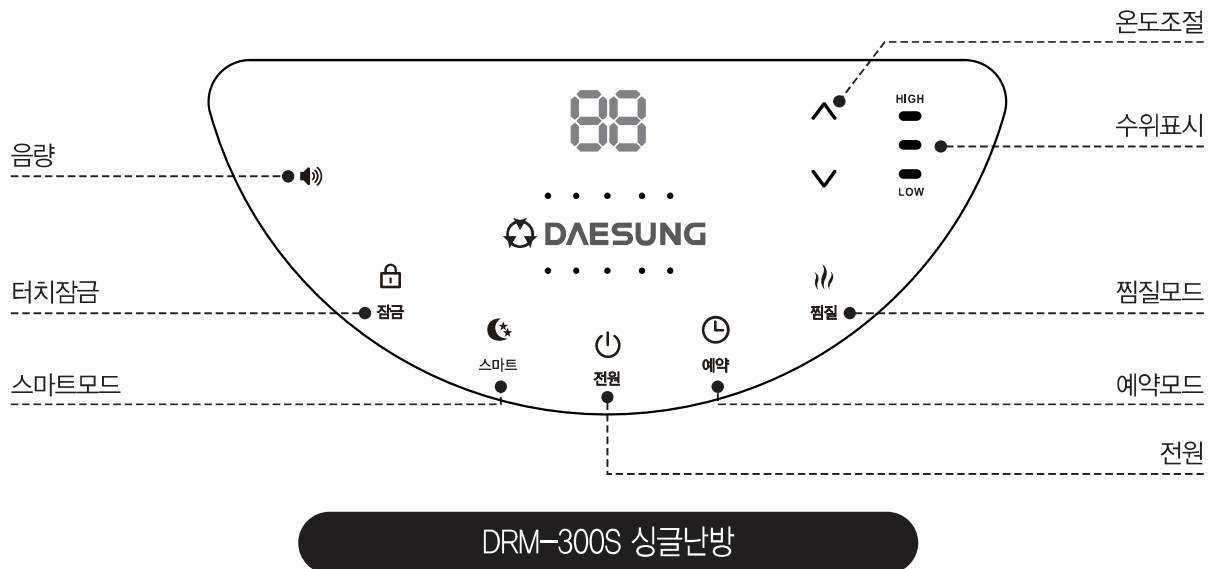 온도조절
88
HIGH
수위표시
음량
LOW
DAESUNG
터치잠금
잠금
찜질
찜질모드
스마트
전원
예약
스마트모드
예약모드
전원
DRM-300S 싱글난방